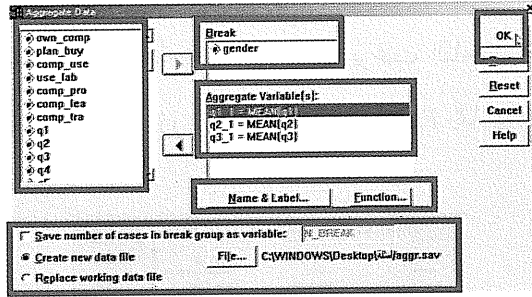 Aggregate Data
own_comp
plan_buy
comp_use
use_lab
comp_pro
comp_fea
comp_tra
q1
q2
q3
q4
Break
gender
Aggregate Variable(s):
q1_1 = MEAN(q1)
q2_1 = MEAN(q2)
q3_1 = MEAN(q3)
Name & Label...
Function...
OK
Reset
Cancel
Help
Save number of cases in break group as variable:
N_BREAK
Create new data file
File...
C:\WINDOWS\Desktop\
/aggr.sav
Replace working data file